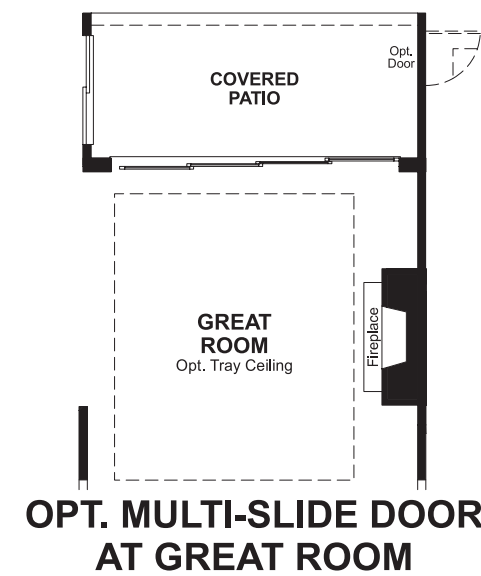 Opt.
Door
COVERED
PATIO
GREAT
ROOM
Opt. Tray Ceiling
Fireplace
OPT. MULTI-SLIDE DOOR
AT GREAT ROOM